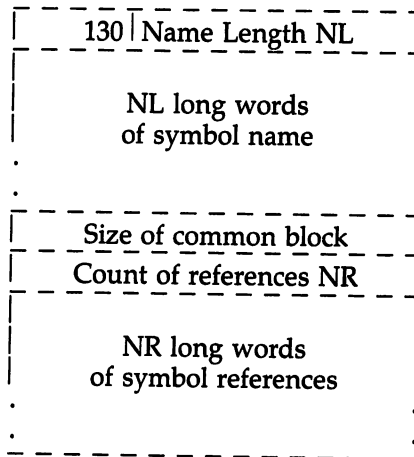 130 Name Length NL
NL long words
of symbol name
Size of common block
Count of references NR
NR long words
of symbol references